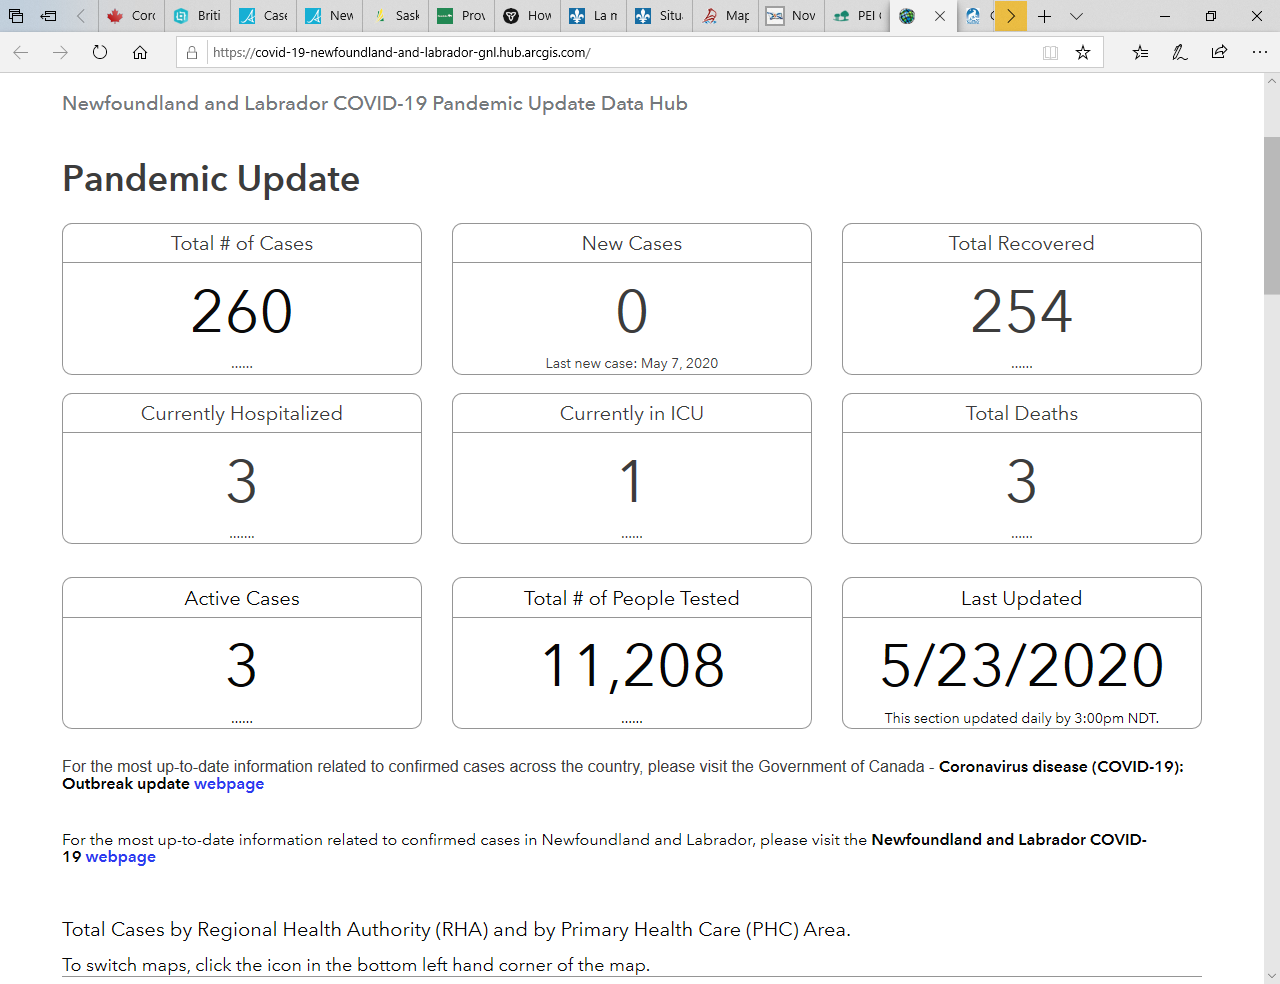 Cord
Briti
Case
New
Sask
Prov
How
La m
Situ
Map
Nov
PEI
https://covid-19-newfoundland-and-labrador-gnl.hub.arcgis.com/
Newfoundland and Labrador COVID-19 Pandemic Update Data Hub
Pandemic Update
Total # of Cases
260
......
New Cases
0
Last new case: May 7, 2020
Total Recovered
254
......
Currently Hospitalized
3
.......
Currently in ICU
1
......
Total Deaths
3
......
Active Cases
3
......
Total # of People Tested
11,208
......
Last Updated
5/23/2020
This section updated daily by 3:00pm NDT.
For the most up-to-date information related to confirmed cases across the country, please visit the Government of Canada - Coronavirus disease (COVID-19):
Outbreak update webpage
For the most up-to-date information related to confirmed cases in Newfoundland and Labrador, please visit the Newfoundland and Labrador COVID-
19 webpage
Total Cases by Regional Health Authority (RHA) and by Primary Health Care (PHC) Area.
To switch maps, click the icon in the bottom left hand corner of the map.